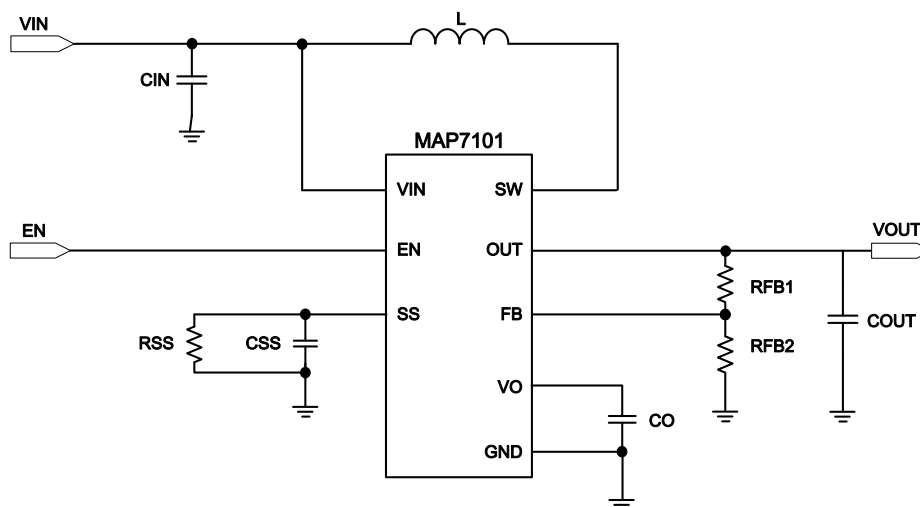 VIN
L
CIN
MAP7101
VIN
SW
EN
EN
OUT
VOUT
RFB1
SS
FB
COUT
RSS
CSS
RFB2
VO
CO
GND